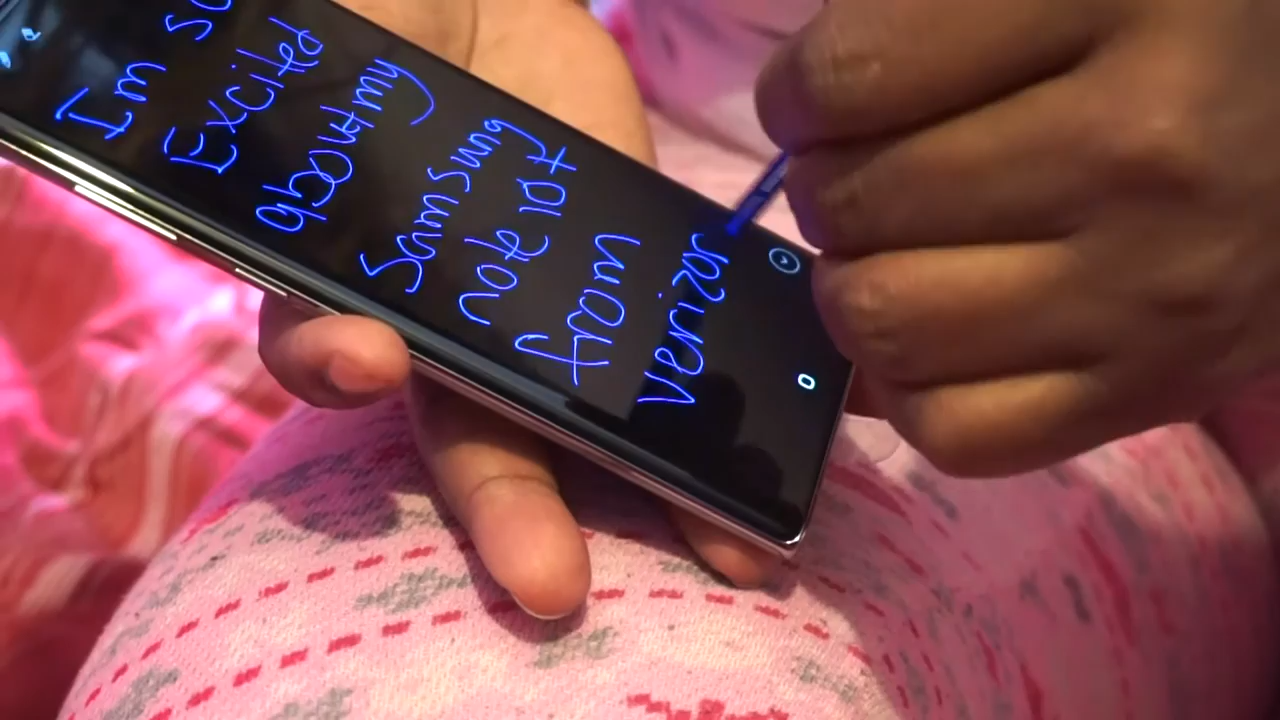 Im so
Excited
about my
Samsung
note 10+
from
verizon